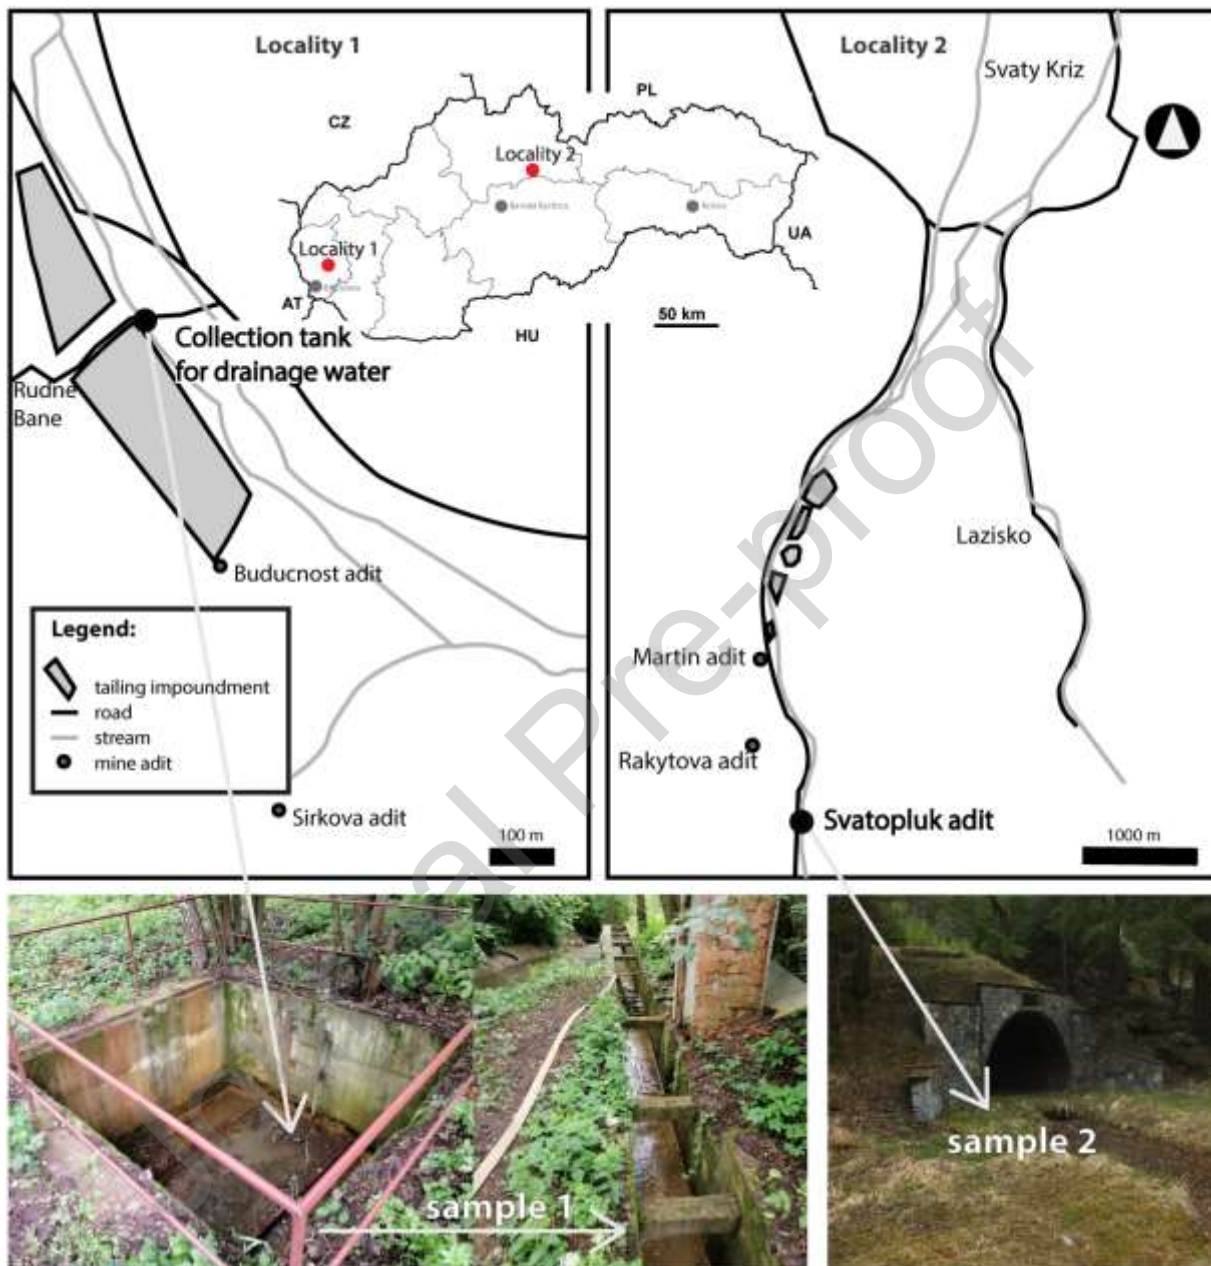 Locality 1
Locality 2
Svaty Kriz
PL
CZ
Locality 2
UA
Locality 1
AT
HU
50 km
Collection tank
for drainage water
Rudne
Bane
Buducnost adit
Legend:
tailing impoundment
road
stream
mine adit
Sirkova adit
100 m
Lazisko
Martin adit
Rakytova adit
Svatopluk adit
1000 m
sample 1
sample 2
al Pre-proof